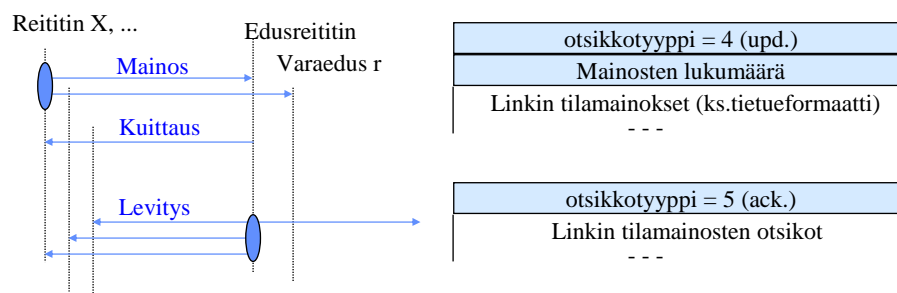 Reititin X, ...
Edusreititin
Varaedus r
Mainos
Kuittaus
Levitys
otsikkotyyppi = 4 (upd.)
Mainosten lukumäärä
Linkin tilamainokset (ks.tietueformaatti)
- - -
otsikkotyyppi = 5 (ack.)
Linkin tilamainosten otsikot
- - -